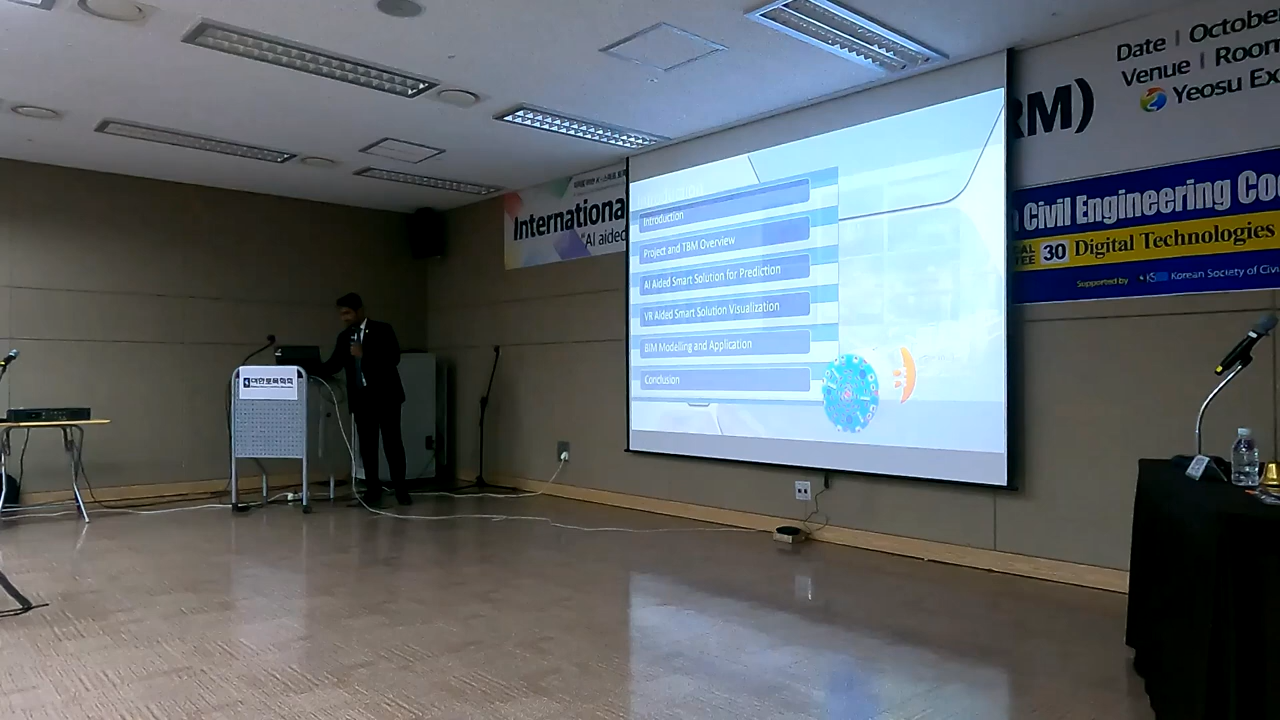 Date | October
Venue | Room
Yeosu Ex
RM)
International
"AI aided
Civil Engineering Co
30 Digital Technologies
Supported by
Korean Society of Civi
Introduction
Project and TBM Overview
AI Aided Smart Solution for Prediction
VR Aided Smart Solution Visualization
BIM Modelling and Application
Conclusion
대한토목학회